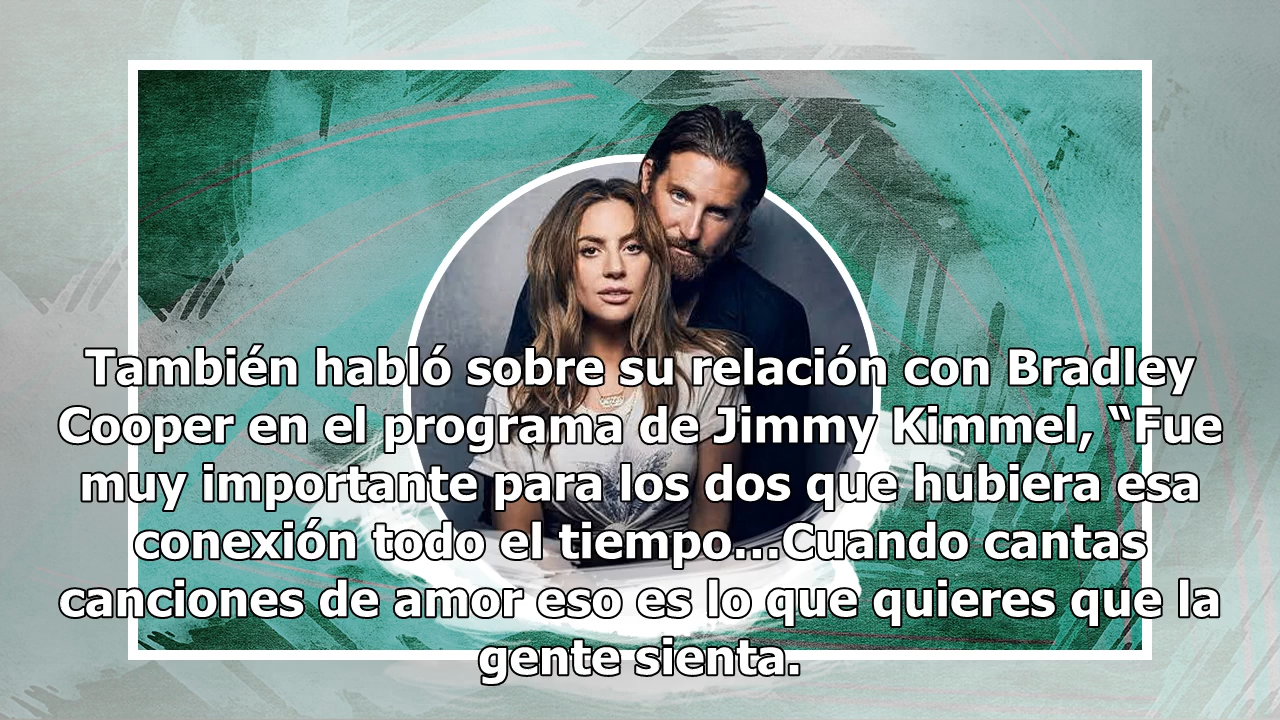 También habló sobre su relación con Bradley
Cooper en el programa de Jimmy Kimmel, “Fue
muy importante para los dos que hubiera esa
conexión todo el tiempo...Cuando cantas
canciones de amor eso es lo que quieres que la
gente sienta.